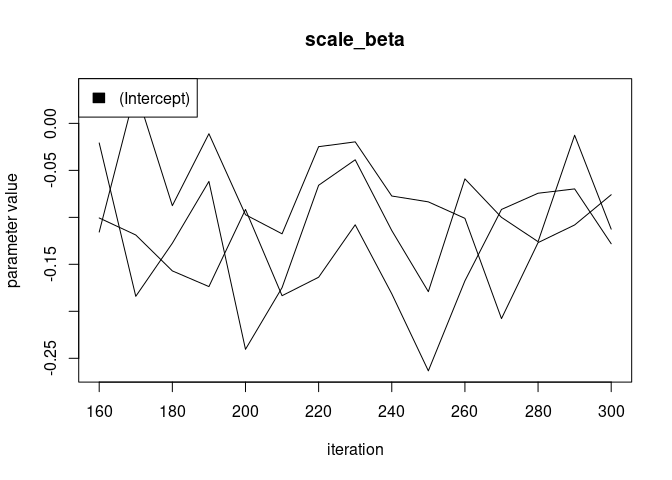 scale_beta
(Intercept)
0.00
-0.05
-0.15
-0.25
parameter value
160 180 200 220 240 260 280 300
iteration